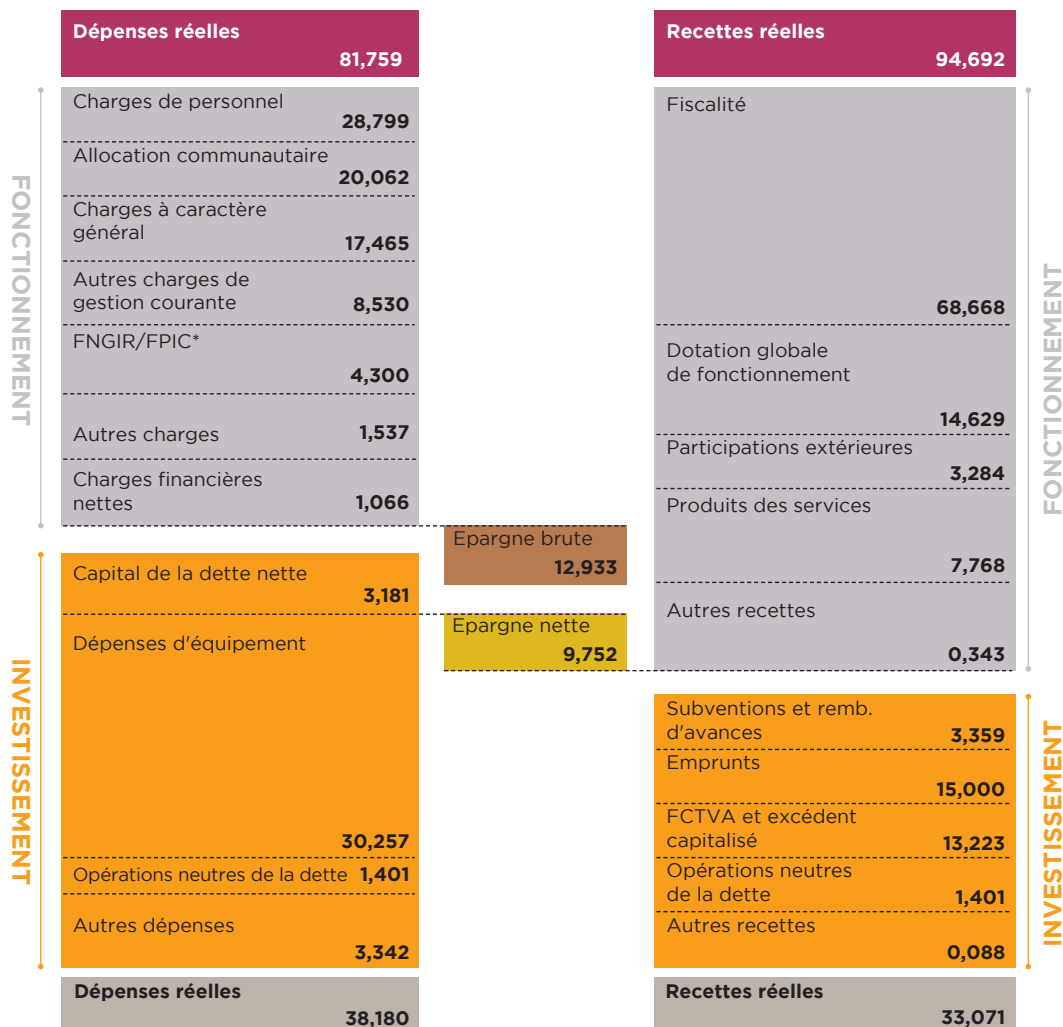 Dépenses réelles
81,759
FONCTIONNEMENT
Charges de personnel
28,799
Allocation communautaire
20,062
Charges à caractère
général
17,465
Autres charges de
gestion courante
8,530
FNGIR/FPIC*
4,300
Autres charges
1,537
Charges financières
nettes
1,066
Epargne brute
12,933
INVESTISSEMENT
Capital de la dette nette
3,181
Epargne nette
9,752
Dépenses d'équipement
30,257
Opérations neutres de la dette 1,401
Autres dépenses
3,342
Dépenses réelles
38,180
Recettes réelles
94,692
FONCTIONNEMENT
Fiscalité
68,668
Dotation globale
de fonctionnement
14,629
Participations extérieures
3,284
Produits des services
7,768
Autres recettes
0,343
INVESTISSEMENT
Subventions et remb.
d'avances
3,359
Emprunts
15,000
FCTVA et excédent
capitalisé
13,223
Opérations neutres
de la dette
1,401
Autres recettes
0,088
Recettes réelles
33,071